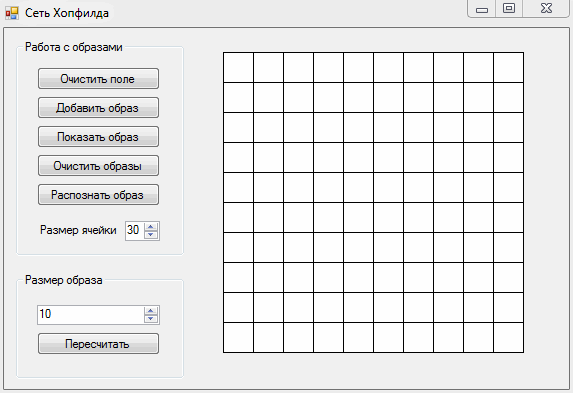 Сеть Хопфилда
Работа с образами
Очистить поле
Добавить образ
Показать образ
Очистить образы
Распознать образ
Размер ячейки 30
Размер образа
10
Пересчитать